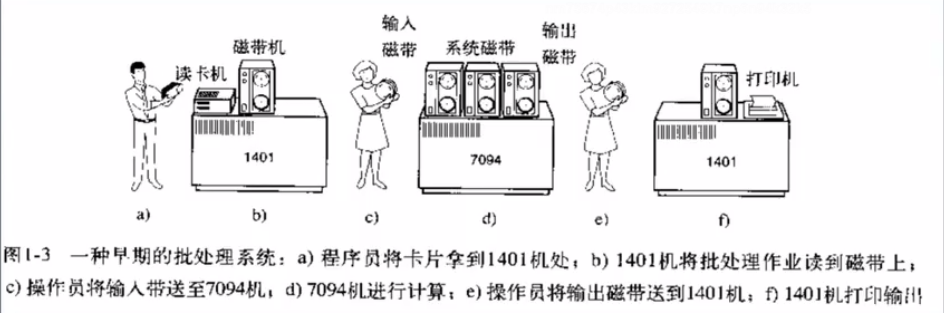 输入
磁带
输出
磁带
磁带机
读卡机
系统磁带
打印机
1401
7094
1401
a)
b)
c)
d)
e)
f)
图1-3 一种早期的批处理系统：a) 程序员将卡片拿到1401机处；b) 1401机将批处理作业读到磁带上；
c) 操作员将输入带送至7094机；d) 7094机进行计算；e) 操作员将输出磁带送到1401机；f) 1401机打印输出